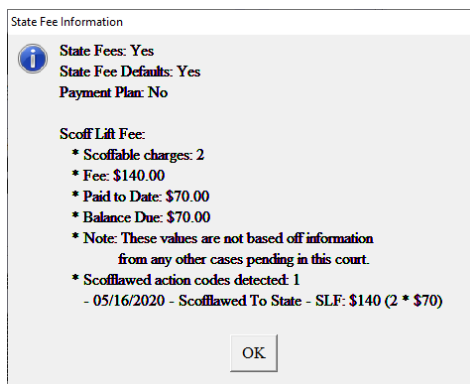 State Fee Information
State Fees: Yes
State Fee Defaults: Yes
Payment Plan: No
Scoff Lift Fee:
* Scoffable charges: 2
* Fee: $140.00
* Paid to Date: $70.00
* Balance Due: $70.00
* Note: These values are not based off information
from any other cases pending in this court.
* Scofflawed action codes detected: 1
- 05/16/2020 - Scofflawed To State - SLF: $140 (2 * $70)
OK